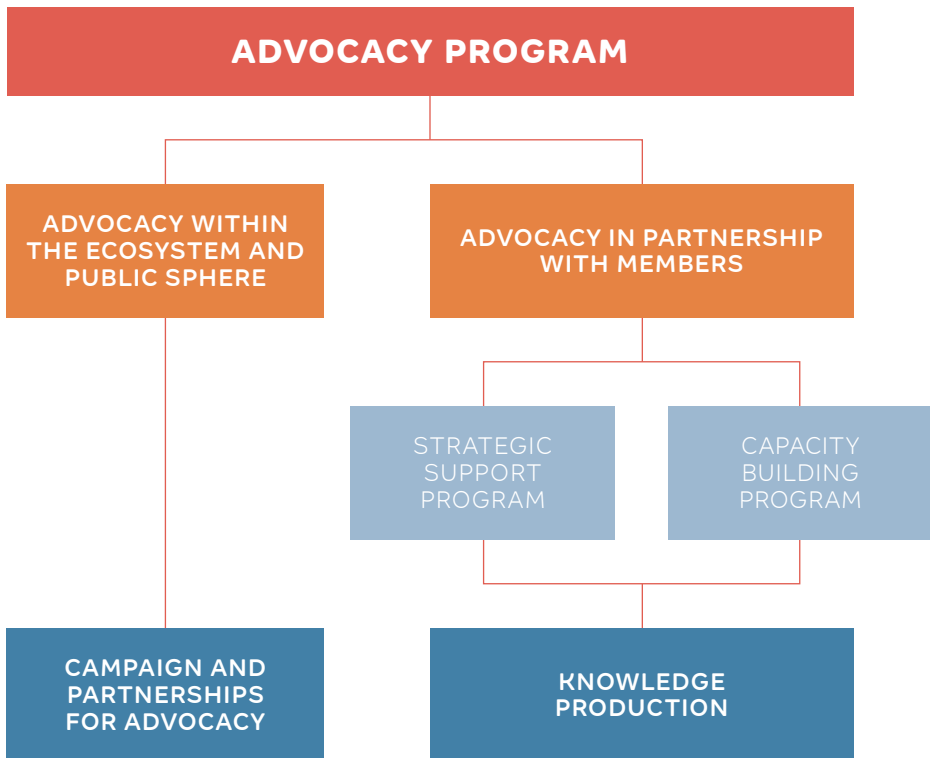 ADVOCACY PROGRAM
ADVOCACY WITHIN
THE ECOSYSTEM AND
PUBLIC SPHERE
ADVOCACY IN PARTNERSHIP
WITH MEMBERS
STRATEGIC
SUPPORT
PROGRAM
CAPACITY
BUILDING
PROGRAM
CAMPAIGN AND
PARTNERSHIPS
FOR ADVOCACY
KNOWLEDGE
PRODUCTION